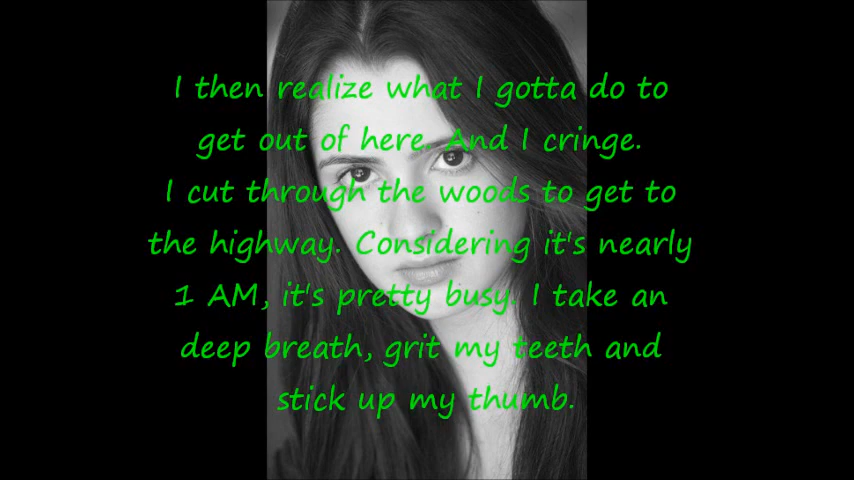 I then realize what I gotta do to
get out of here. And I cringe.
I cut through the woods to get to
the highway. Considering it's nearly
1 AM, it's pretty busy. I take an
deep breath, grit my teeth and
stick up my thumb.